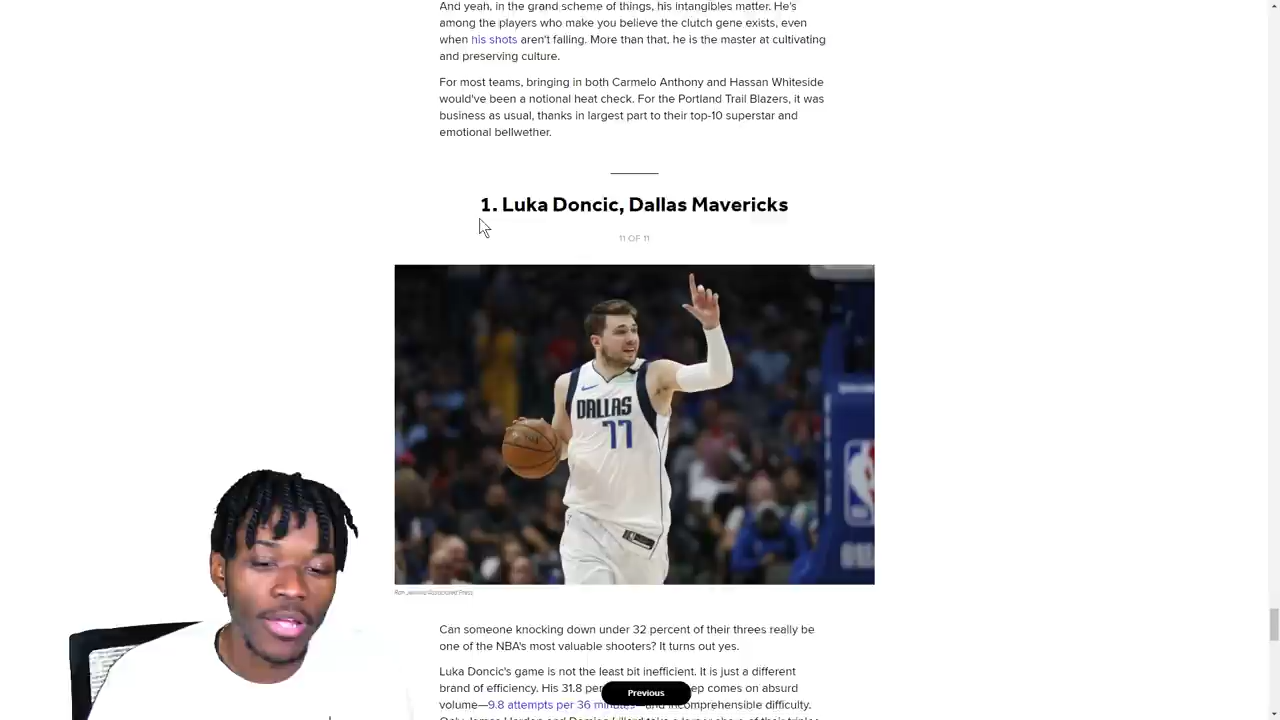 And yeah, in the grand scheme of things, his intangibles matter. He's
among the players who make you believe the clutch gene exists, even
when his shots aren't falling. More than that, he is the master at cultivating
and preserving culture.
For most teams, bringing in both Carmelo Anthony and Hassan Whiteside
would've been a notional heat check. For the Portland Trail Blazers, it was
business as usual, thanks in largest part to their top-10 superstar and
emotional bellwether.
1. Luka Doncic, Dallas Mavericks
11 OF 11
DALLAS
77
Can someone knocking down under 32 percent of their threes really be
one of the NBA's most valuable shooters? It turns out yes.
Luka Doncic's game is not the least bit inefficient. It is just a different
brand of efficiency. His 31.8 comes on absurd
Previous
volume—9.8 attempts per 36 minutes—and incomprehensible difficulty.